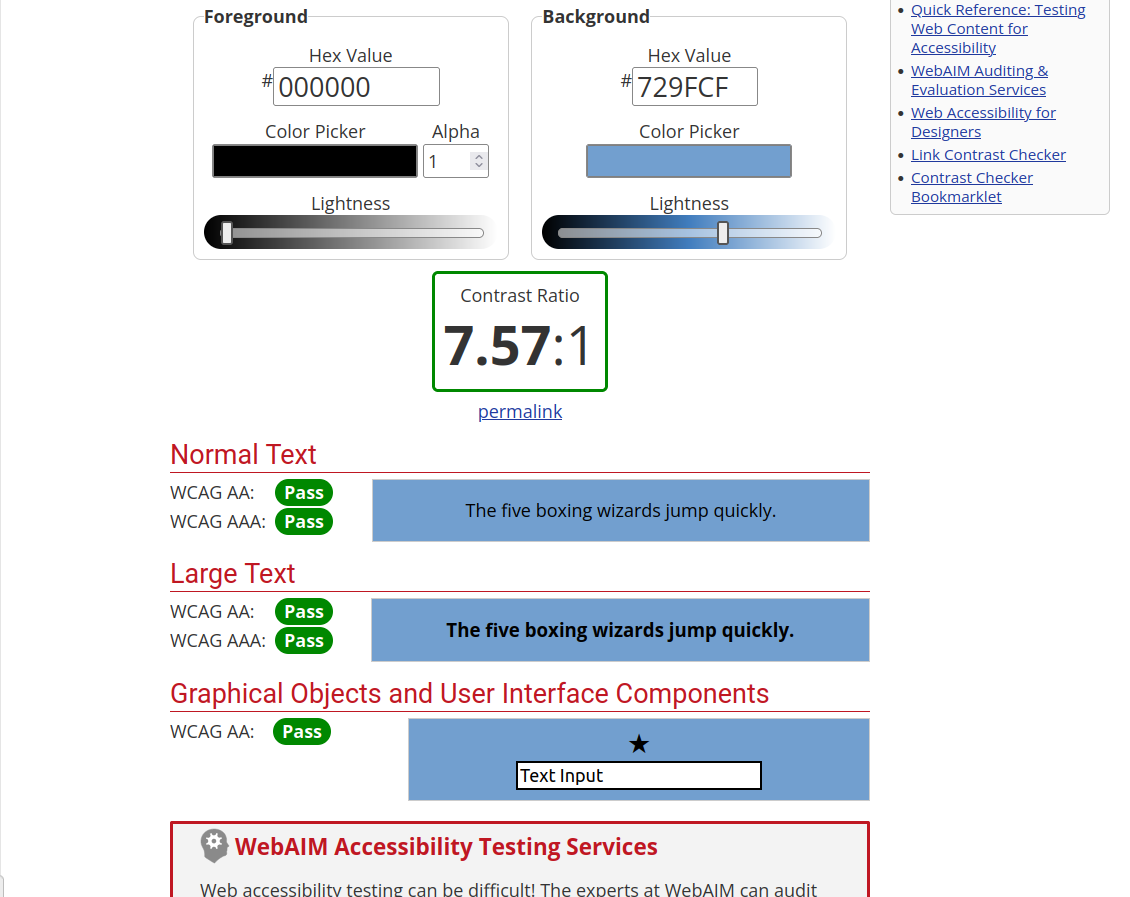 Foreground
Hex Value
#000000
Color Picker
Alpha
1
Lightness
Background
Hex Value
#729FCF
Color Picker
Lightness
Contrast Ratio
7.57:1
permalink
Normal Text
WCAG AA: Pass
WCAG AAA: Pass
The five boxing wizards jump quickly.
Large Text
WCAG AA: Pass
WCAG AAA: Pass
The five boxing wizards jump quickly.
Graphical Objects and User Interface Components
WCAG AA: Pass
★
Text Input
WebAIM Accessibility Testing Services
Web accessibility testing can be difficult! The experts at WebAIM can audit
• Quick Reference: Testing
Web Content for
Accessibility
• WebAIM Auditing &
Evaluation Services
• Web Accessibility for
Designers
• Link Contrast Checker
• Contrast Checker
Bookmarklet